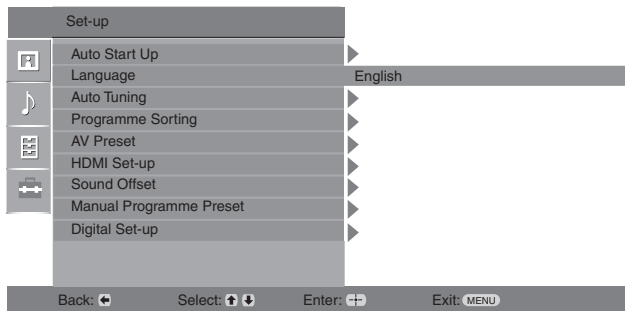 Set-up
Auto Start Up
Language English
Auto Tuning
Programme Sorting
AV Preset
HDMI Set-up
Sound Offset
Manual Programme Preset
Digital Set-up
Back: Select: Enter: Exit: MENU